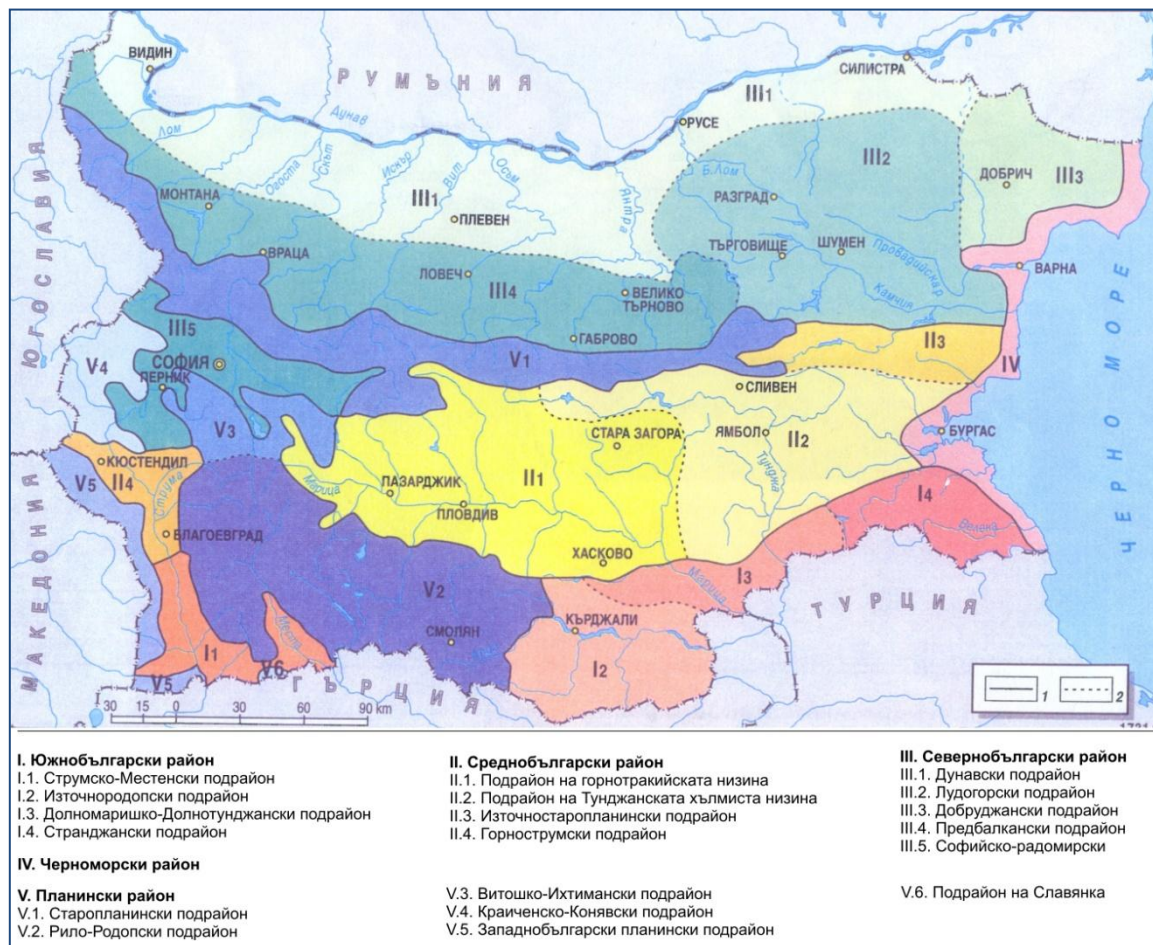 ВИДИН
РУМЪНИЯ
СИЛИСТРА
III1
РУСЕ
Дунав
Лом
Скът
Огоста
Искър
Вит
Осъм
Янтра
Б.Лом
III2
ДОБРИЧ
III3
МОНТАНА
III1
ПЛЕВЕН
РАЗГРАД
ЮГОСЛАВИЯ
ВРАЦА
ЛОВЕЧ
III4
ВЕЛИКО
ТЪРНОВО
ТЪРГОВИЩЕ
ШУМЕН
Провадийска р.
Камчия
ВАРНА
III5
СОФИЯ
ГАБРОВО
V1
II3
IV
ЧЕРНО МОРЕ
V4
ПЕРНИК
СЛИВЕН
V3
СТАРА ЗАГОРА
ЯМБОЛ
II2
БУРГАС
КЮСТЕНДИЛ
V5
II4
Струма
Марица
ПАЗАРДЖИК
II1
ПЛОВДИВ
Тунджа
I4
Велека
БЛАГОЕВГРАД
ХАСКОВО
I3
Марица
МАКЕДОНИЯ
V2
КЪРДЖАЛИ
ТУРЦИЯ
СМОЛЯН
I1
Места
V6
I2
V5
ГЪРЦИЯ
1
2
30 15 0 30 60 90 km
I. Южнобългарски район
I.1. Струмско-Местенски подрайон
I.2. Източнородопски подрайон
I.3. Долномаришко-Долнотунджански подрайон
I.4. Странджански подрайон
II. Среднобългарски район
II.1. Подрайон на горнотракийската низина
II.2. Подрайон на Тунджанската хълмиста низина
II.3. Източностаропланински подрайон
II.4. Горнострумски подрайон
III. Севернобългарски район
III.1. Дунавски подрайон
III.2. Лудогорски подрайон
III.3. Добруджански подрайон
III.4. Предбалкански подрайон
III.5. Софийско-радомирски
IV. Черноморски район
V. Планински район
V.1. Старопланински подрайон
V.2. Рило-Родопски подрайон
V.3. Витошко-Ихтимански подрайон
V.4. Краиченско-Конявски подрайон
V.5. Западнобългарски планински подрайон
V.6. Подрайон на Славянка